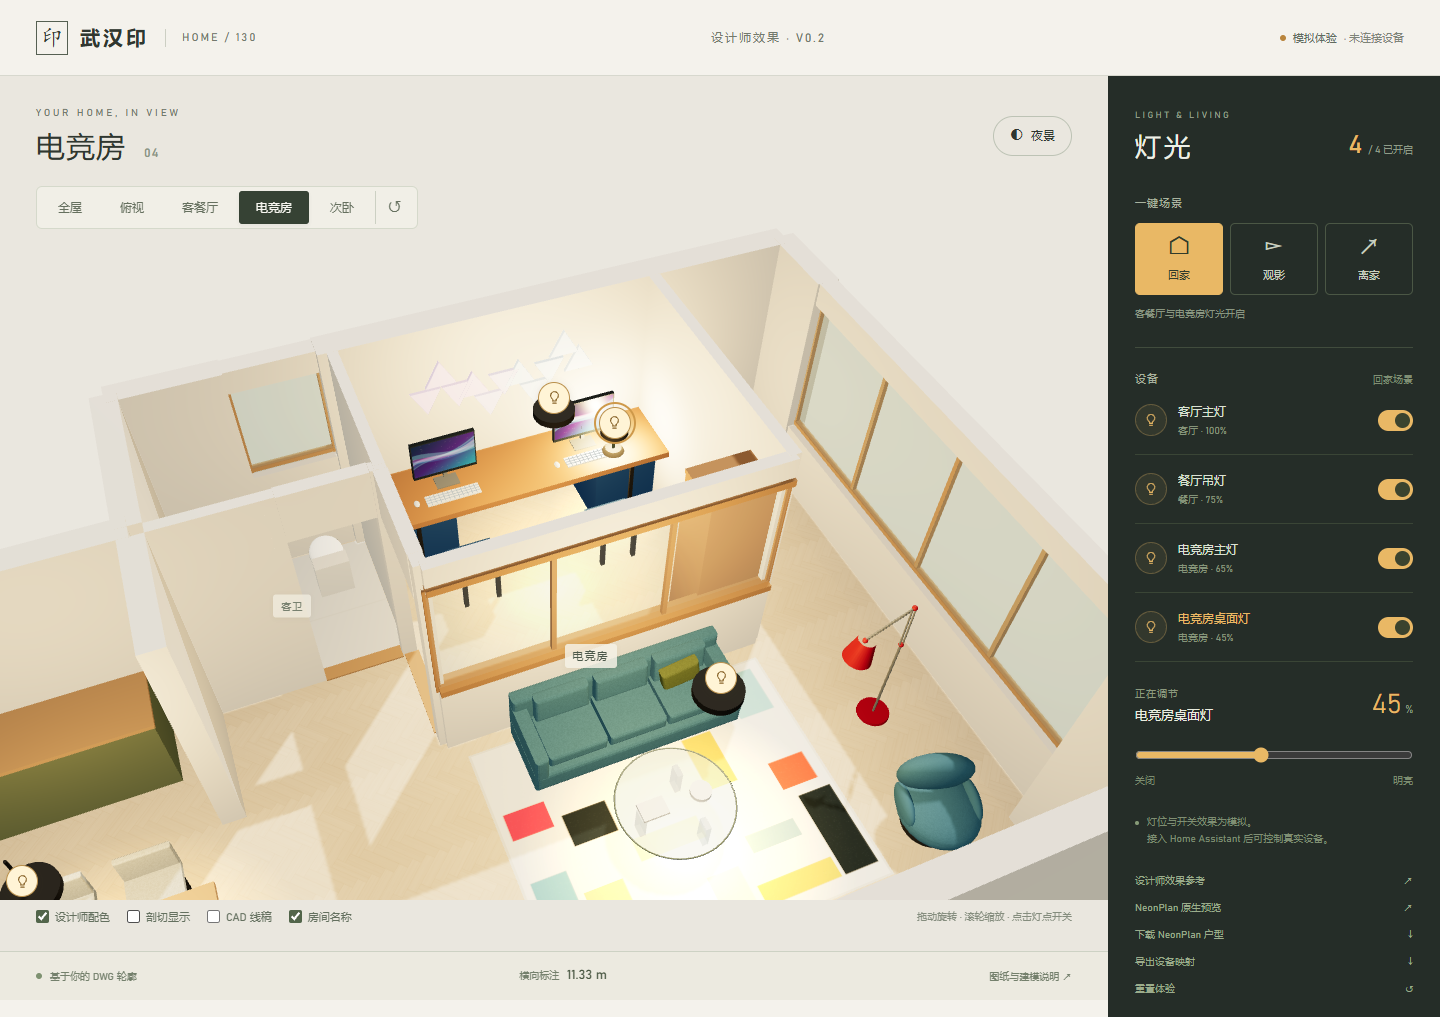 印 武汉印 HOME / 130
设计师效果 · V0.2
模拟体验 · 未连接设备
YOUR HOME, IN VIEW
电竞房 04
夜景
全屋 俯视 客餐厅 电竞房 次卧 ↺
客卫
电竞房
设计师配色 剖切显示 CAD 线稿 房间名称
拖动旋转 · 滚轮缩放 · 点击灯点开关
基于你的 DWG 轮廓
横向标注 11.33 m
图纸与建模说明 ↗
LIGHT & LIVING
灯光 4 / 4 已开启
一键场景
回家 观影 离家
客餐厅与电竞房灯光开启
设备 回家场景
客厅主灯
客厅 · 100%
餐厅吊灯
餐厅 · 75%
电竞房主灯
电竞房 · 65%
电竞房桌面灯
电竞房 · 45%
正在调节
电竞房桌面灯 45 %
关闭 明亮
灯位与开关效果为模拟。
接入 Home Assistant 后可控制真实设备。
设计师效果参考 ↗
NeonPlan 原生预览 ↗
下载 NeonPlan 户型 ↓
导出设备映射 ↓
重置体验 ↺